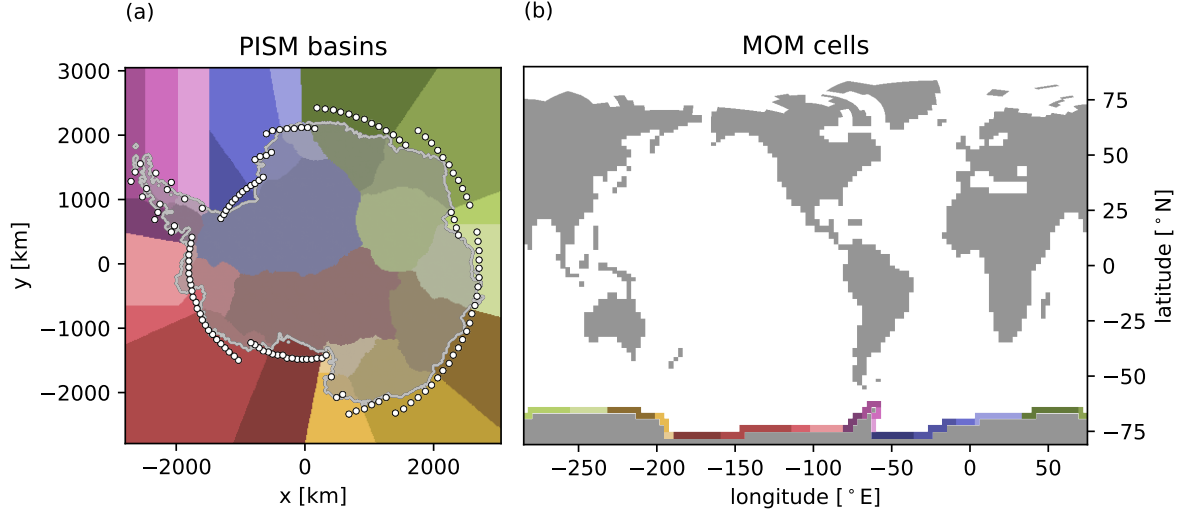 (a)
PISM basins
3000
2000
1000
0
−1000
−2000
y [km]
−2000
0
2000
x [km]
(b)
MOM cells
75
50
25
0
−25
−50
−75
latitude [°N]
−250
−200
−150
−100
−50
0
50
longitude [°E]